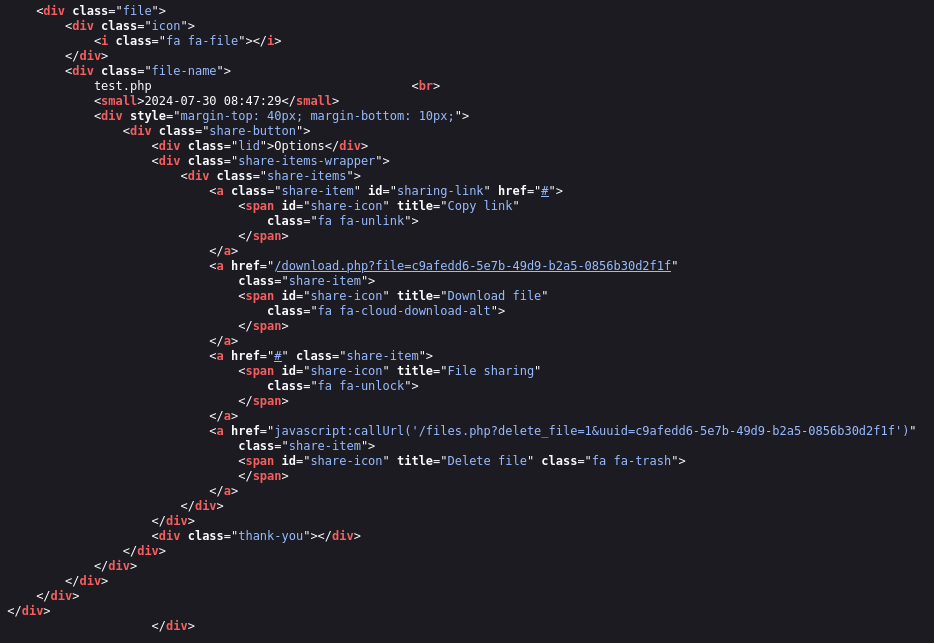 <div class="file">
<div class="icon">
<i class="fa fa-file"></i>
</div>
<div class="file-name">
test.php <br>
<small>2024-07-30 08:47:29</small>
<div style="margin-top: 40px; margin-bottom: 10px;">
<div class="share-button">
<div class="lid">Options</div>
<div class="share-items-wrapper">
<div class="share-items">
<a class="share-item" id="sharing-link" href="#">
<span id="share-icon" title="Copy link"
class="fa fa-unlink">
</span>
</a>
<a href="/download.php?file=c9afedd6-5e7b-49d9-b2a5-0856b30d2f1f"
class="share-item">
<span id="share-icon" title="Download file"
class="fa fa-cloud-download-alt">
</span>
</a>
<a href="#" class="share-item">
<span id="share-icon" title="File sharing"
class="fa fa-unlock">
</span>
</a>
<a href="javascript:callUrl('/files.php?delete_file=1&uuid=c9afedd6-5e7b-49d9-b2a5-0856b30d2f1f')"
class="share-item">
<span id="share-icon" title="Delete file" class="fa fa-trash">
</span>
</a>
</div>
</div>
<div class="thank-you"></div>
</div>
</div>
</div>
</div>
</div>
</div>